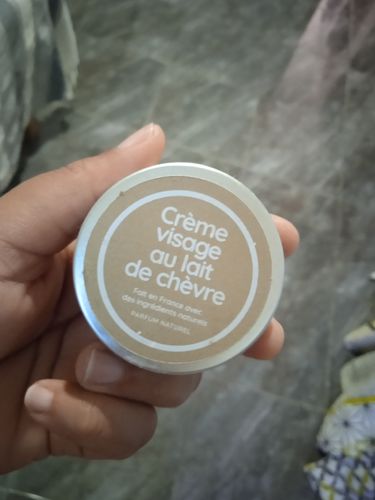 Crème
visage
au lait
de chèvre
Fait en France avec
des ingrédients naturels
PARFUM NATUREL